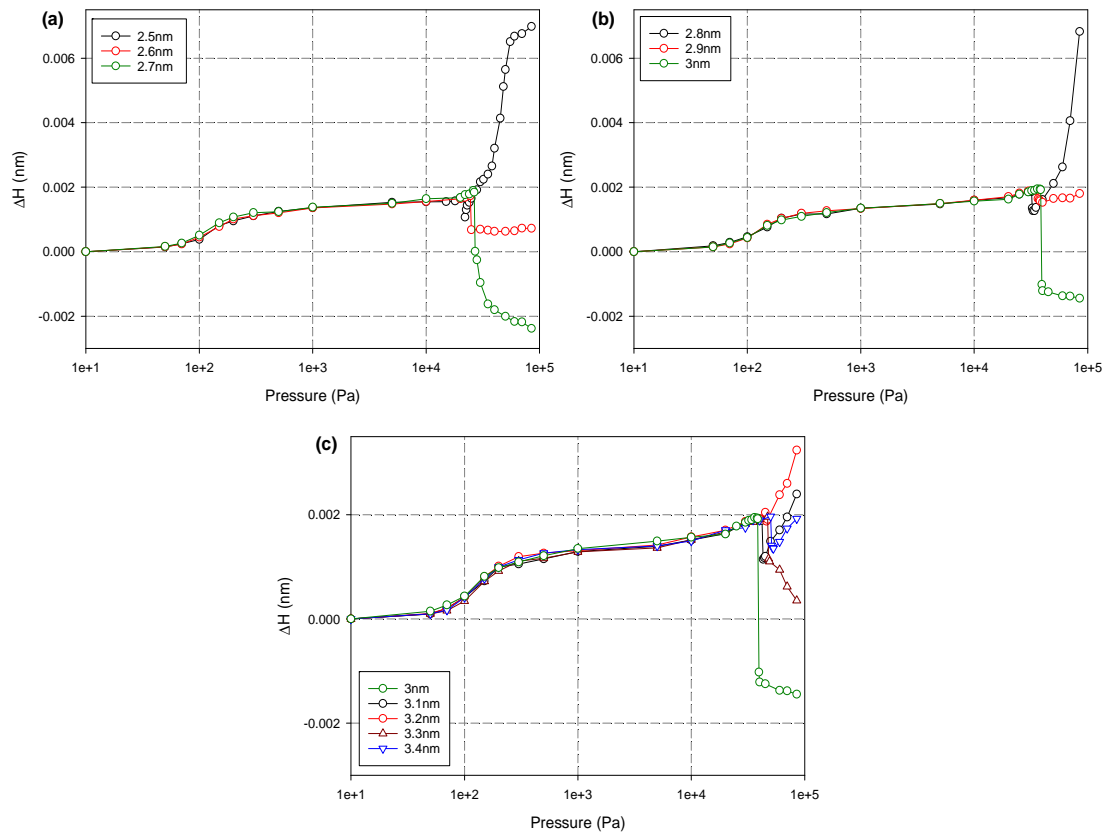 (a)
2.5nm
2.6nm
2.7nm
0.006
0.004
0.002
0.000
-0.002
ΔH (nm)
1e+1 1e+2 1e+3 1e+4 1e+5
Pressure (Pa)
(b)
2.8nm
2.9nm
3nm
0.006
0.004
0.002
0.000
-0.002
ΔH (nm)
1e+1 1e+2 1e+3 1e+4 1e+5
Pressure (Pa)
(c)
0.002
0.000
-0.002
ΔH (nm)
3nm
3.1nm
3.2nm
3.3nm
3.4nm
1e+1 1e+2 1e+3 1e+4 1e+5
Pressure (Pa)